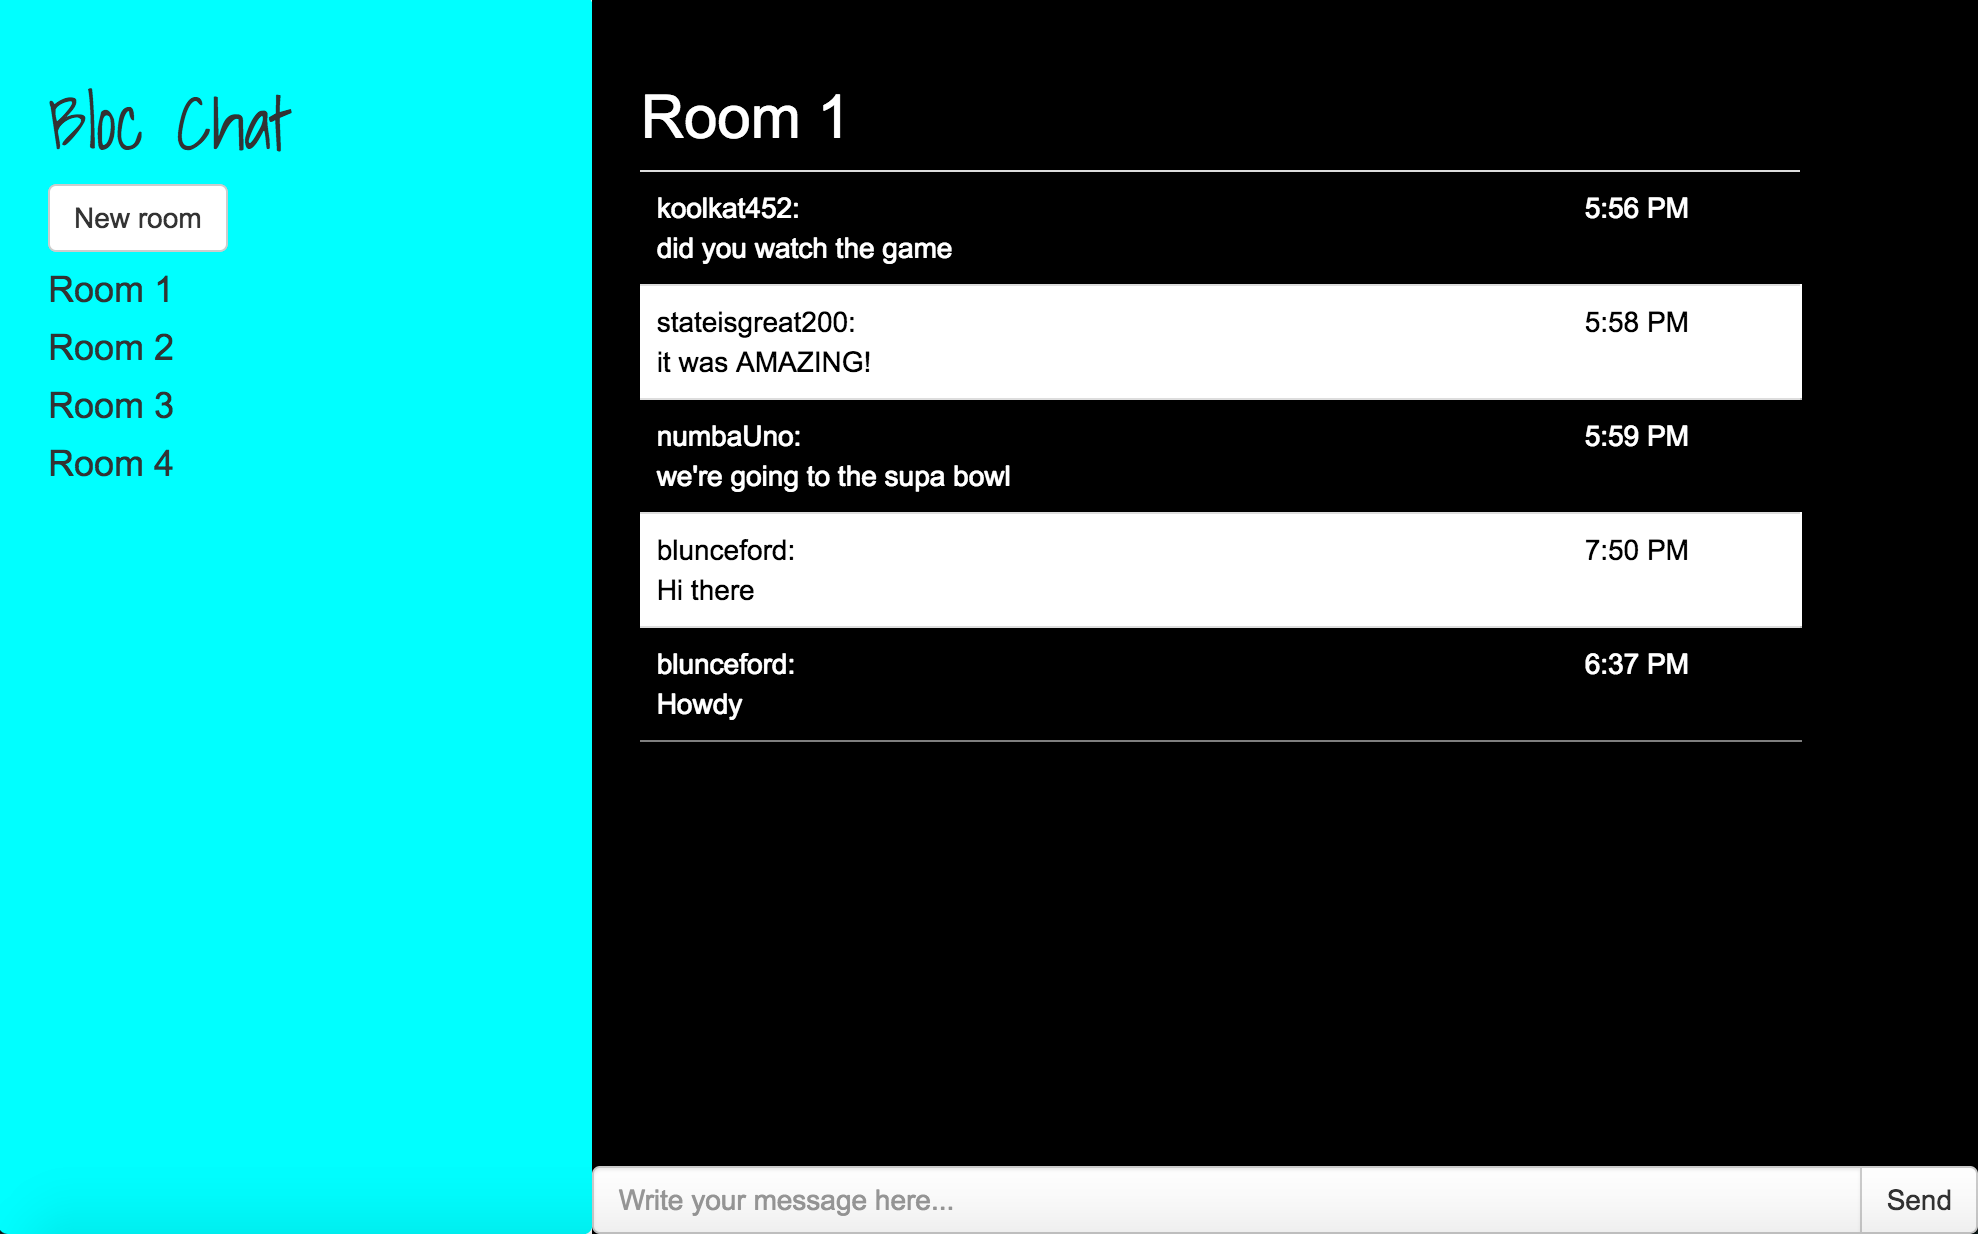 Bloc Chat
New room
Room 1
Room 2
Room 3
Room 4
Room 1
koolkat452: 5:56 PM
did you watch the game
stateisgreat200: 5:58 PM
it was AMAZING!
numbaUno: 5:59 PM
we're going to the supa bowl
blunceford: 7:50 PM
Hi there
blunceford: 6:37 PM
Howdy
Write your message here... Send